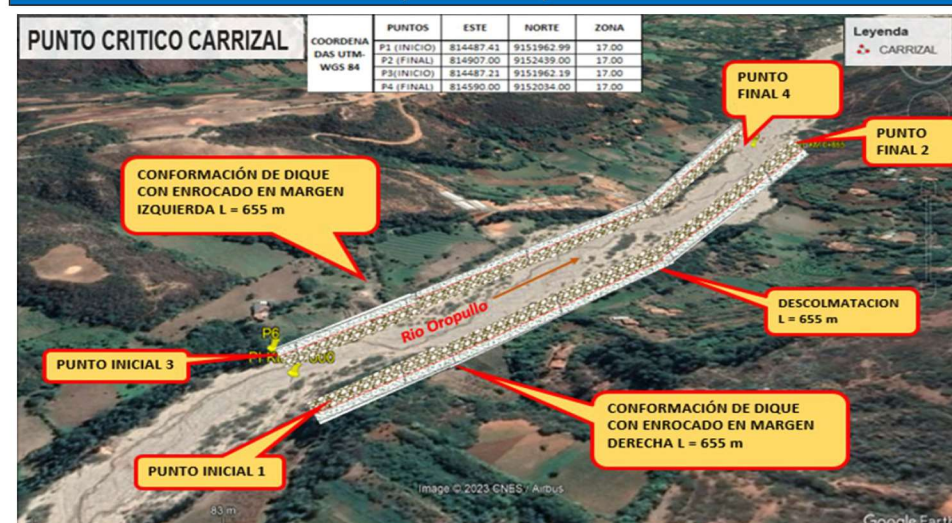 PUNTO CRITICO CARRIZAL
COORDENA
DAS UTM-
WGS 84
PUNTOS ESTE NORTE ZONA
P1 (INICIO) 814487.41 9151962.99 17.00
P2 (FINAL) 814907.00 9152439.00 17.00
P3(INICIO) 814487.21 9151962.19 17.00
P4 (FINAL) 814590.00 9152034.00 17.00
Leyenda
CARRIZAL
PUNTO
FINAL 4
PUNTO
FINAL 2
CONFORMACIÓN DE DIQUE
CON ENROCADO EN MARGEN
IZQUIERDA L = 655 m
Río Oropullo
DESCOLMATACION
L = 655 m
P6
PUNTO INICIAL 3
CONFORMACIÓN DE DIQUE
CON ENROCADO EN MARGEN
DERECHA L = 655 m
PUNTO INICIAL 1
Image © 2023 CNES / Airbus
83 m
Google Earth